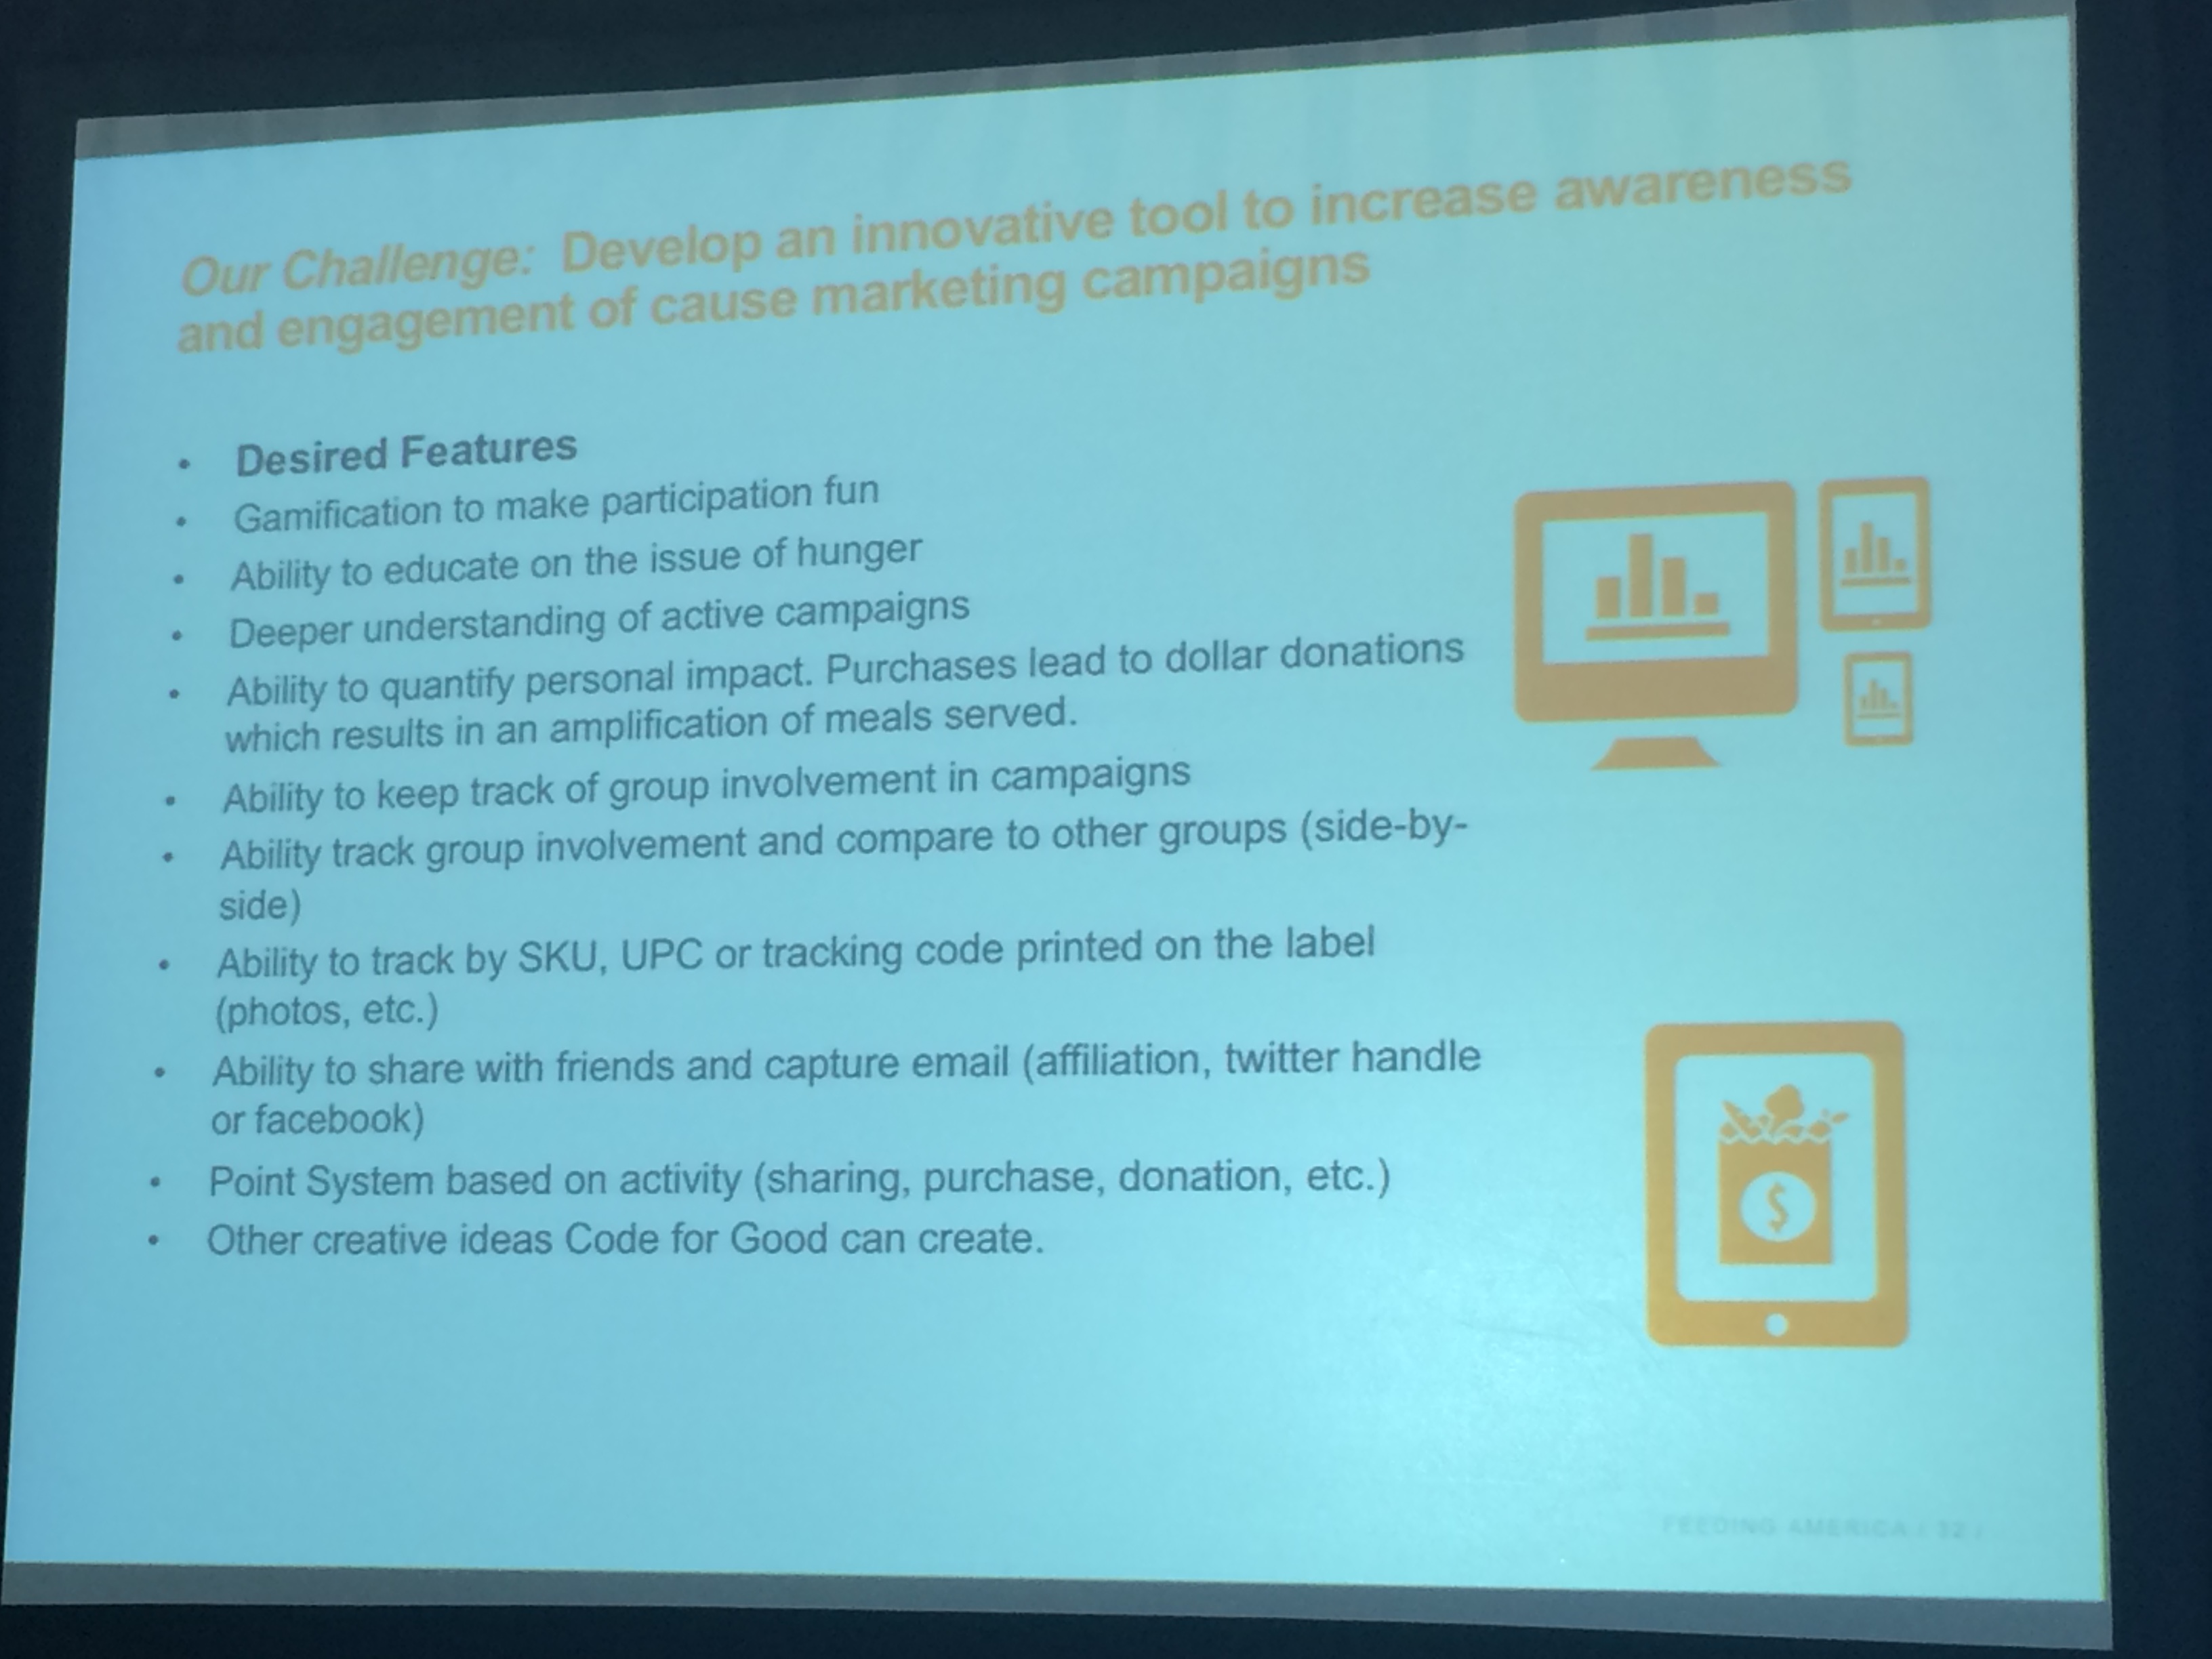 Our Challenge: Develop an innovative tool to increase awareness
and engagement of cause marketing campaigns
• Desired Features
• Gamification to make participation fun
• Ability to educate on the issue of hunger
• Deeper understanding of active campaigns
• Ability to quantify personal impact. Purchases lead to dollar donations
which results in an amplification of meals served.
• Ability to keep track of group involvement in campaigns
• Ability track group involvement and compare to other groups (side-by-
side)
• Ability to track by SKU, UPC or tracking code printed on the label
(photos, etc.)
• Ability to share with friends and capture email (affiliation, twitter handle
or facebook)
• Point System based on activity (sharing, purchase, donation, etc.)
• Other creative ideas Code for Good can create.
$
FEEDING AMERICA / 12 /